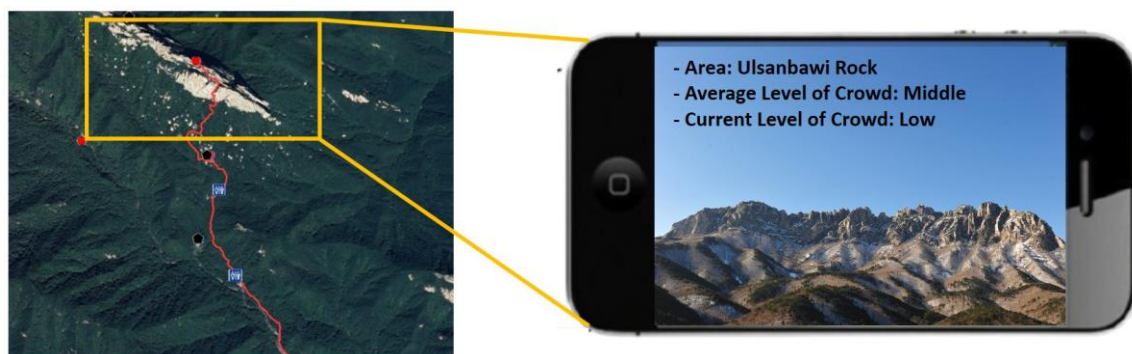 - Area: Ulsanbawi Rock
- Average Level of Crowd: Middle
- Current Level of Crowd: Low